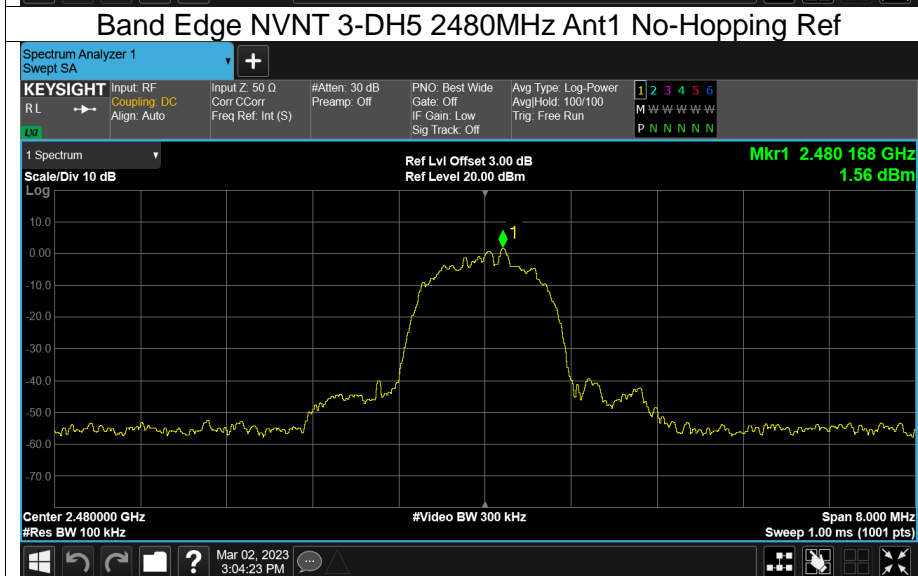 Band Edge NVNT 3-DH5 2480MHz Ant1 No-Hopping Ref
Spectrum Analyzer 1
Swept SA
+
KEYSIGHT Input: RF Input Z: 50 Ω #Atten: 30 dB PNO: Best Wide Avg Type: Log-Power 1 2 3 4 5 6
R L Coupling: DC Corr CCorr Preamp: Off Gate: Off Avg|Hold: 100/100 M W W W W W
Align: Auto Freq Ref: Int (S) IF Gain: Low Trig: Free Run
LXI Sig Track: Off P N N N N N
1 Spectrum Ref Lvl Offset 3.00 dB Mkr1 2.480 168 GHz
Scale/Div 10 dB Ref Level 20.00 dBm 1.56 dBm
Log
10.0
1
0.00
-10.0
-20.0
-30.0
-40.0
-50.0
-60.0
-70.0
Center 2.480000 GHz #Video BW 300 kHz Span 8.000 MHz
#Res BW 100 kHz Sweep 1.00 ms (1001 pts)
? Mar 02, 2023
3:04:23 PM